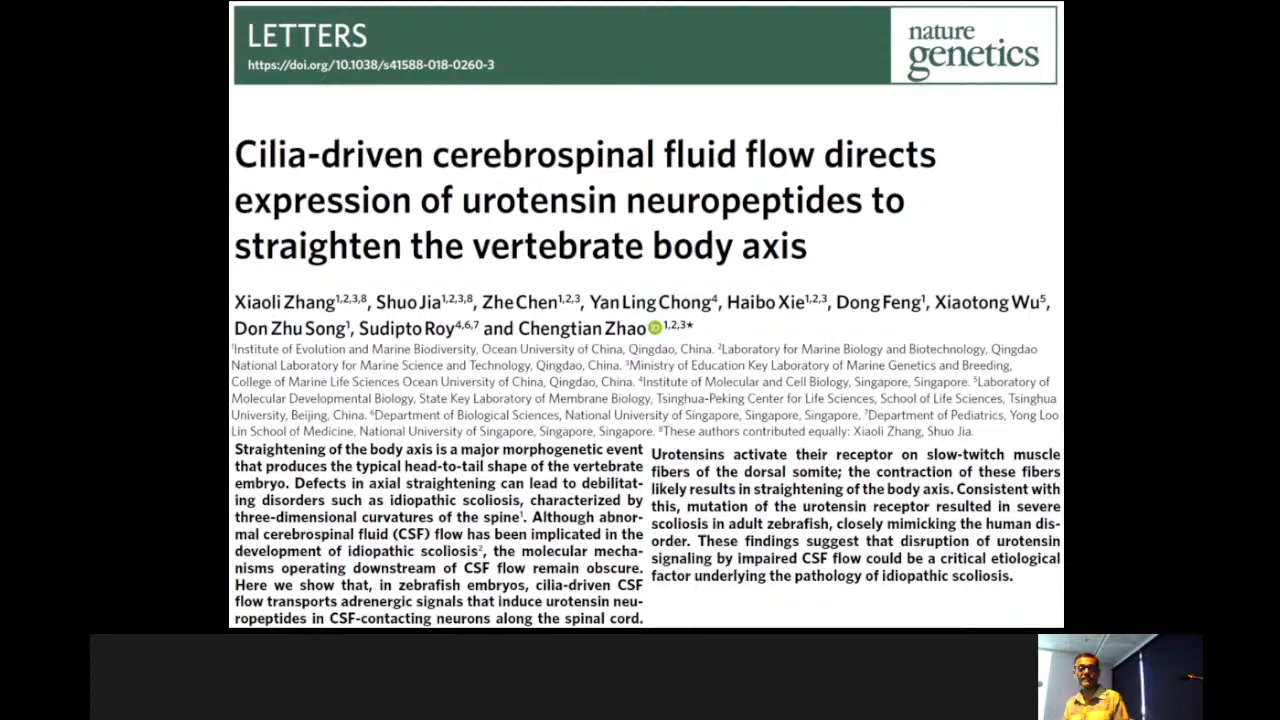 LETTERS
https://doi.org/10.1038/s41588-018-0260-3
nature
genetics
Cilia-driven cerebrospinal fluid flow directs
expression of urotensin neuropeptides to
straighten the vertebrate body axis
Xiaoli Zhang1,2,3,8, Shuo Jia1,2,3,8, Zhe Chen1,2,3, Yan Ling Chong4, Haibo Xie1,2,3, Dong Feng1, Xiaotong Wu5,
Don Zhu Song1, Sudipto Roy4,6,7 and Chengtian Zhao iD 1,2,3*
1Institute of Evolution and Marine Biodiversity, Ocean University of China, Qingdao, China. 2Laboratory for Marine Biology and Biotechnology, Qingdao
National Laboratory for Marine Science and Technology, Qingdao, China. 3Ministry of Education Key Laboratory of Marine Genetics and Breeding,
College of Marine Life Sciences Ocean University of China, Qingdao, China. 4Institute of Molecular and Cell Biology, Singapore, Singapore. 5Laboratory of
Molecular Developmental Biology, State Key Laboratory of Membrane Biology, Tsinghua-Peking Center for Life Sciences, School of Life Sciences, Tsinghua
University, Beijing, China. 6Department of Biological Sciences, National University of Singapore, Singapore, Singapore. 7Department of Pediatrics, Yong Loo
Lin School of Medicine, National University of Singapore, Singapore, Singapore. 8These authors contributed equally: Xiaoli Zhang, Shuo Jia.
Straightening of the body axis is a major morphogenetic event
that produces the typical head-to-tail shape of the vertebrate
embryo. Defects in axial straightening can lead to debilitat-
ing disorders such as idiopathic scoliosis, characterized by
three-dimensional curvatures of the spine1. Although abnor-
mal cerebrospinal fluid (CSF) flow has been implicated in the
development of idiopathic scoliosis2, the molecular mecha-
nisms operating downstream of CSF flow remain obscure.
Here we show that, in zebrafish embryos, cilia-driven CSF
flow transports adrenergic signals that induce urotensin neu-
ropeptides in CSF-contacting neurons along the spinal cord.
Urotensins activate their receptor on slow-twitch muscle
fibers of the dorsal somite; the contraction of these fibers
likely results in straightening of the body axis. Consistent with
this, mutation of the urotensin receptor resulted in severe
scoliosis in adult zebrafish, closely mimicking the human dis-
order. These findings suggest that disruption of urotensin
signaling by impaired CSF flow could be a critical etiological
factor underlying the pathology of idiopathic scoliosis.